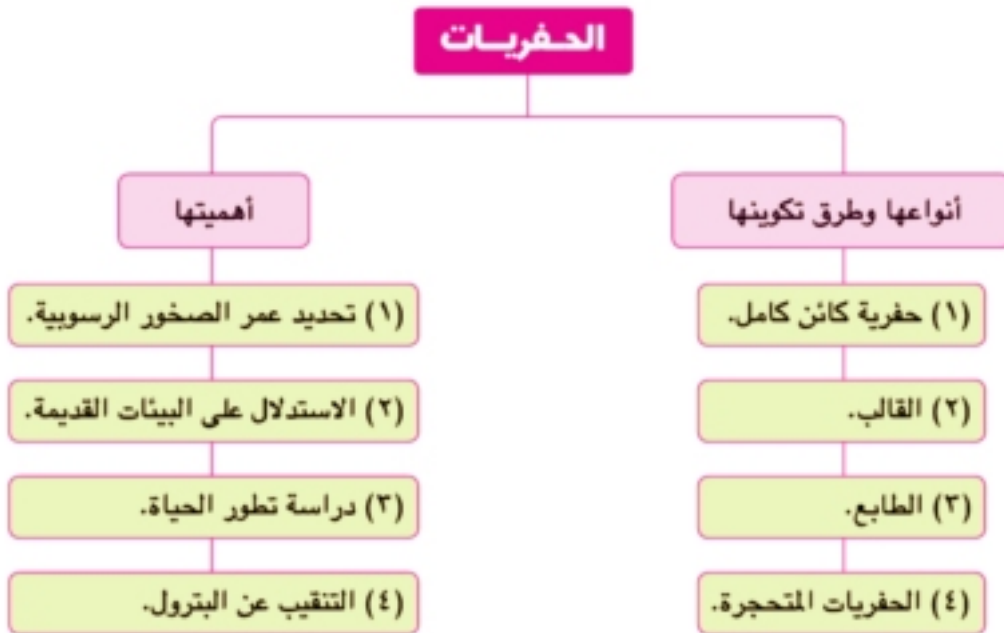 الحفريات
أنواعها وطرق تكوينها
(١) حفرية كائن كامل.
(٢) القالب.
(٣) الطابع.
(٤) الحفريات المتحجرة.
أهميتها
(١) تحديد عمر الصخور الرسوبية.
(٢) الاستدلال على البيئات القديمة.
(٣) دراسة تطور الحياة.
(٤) التنقيب عن البترول.